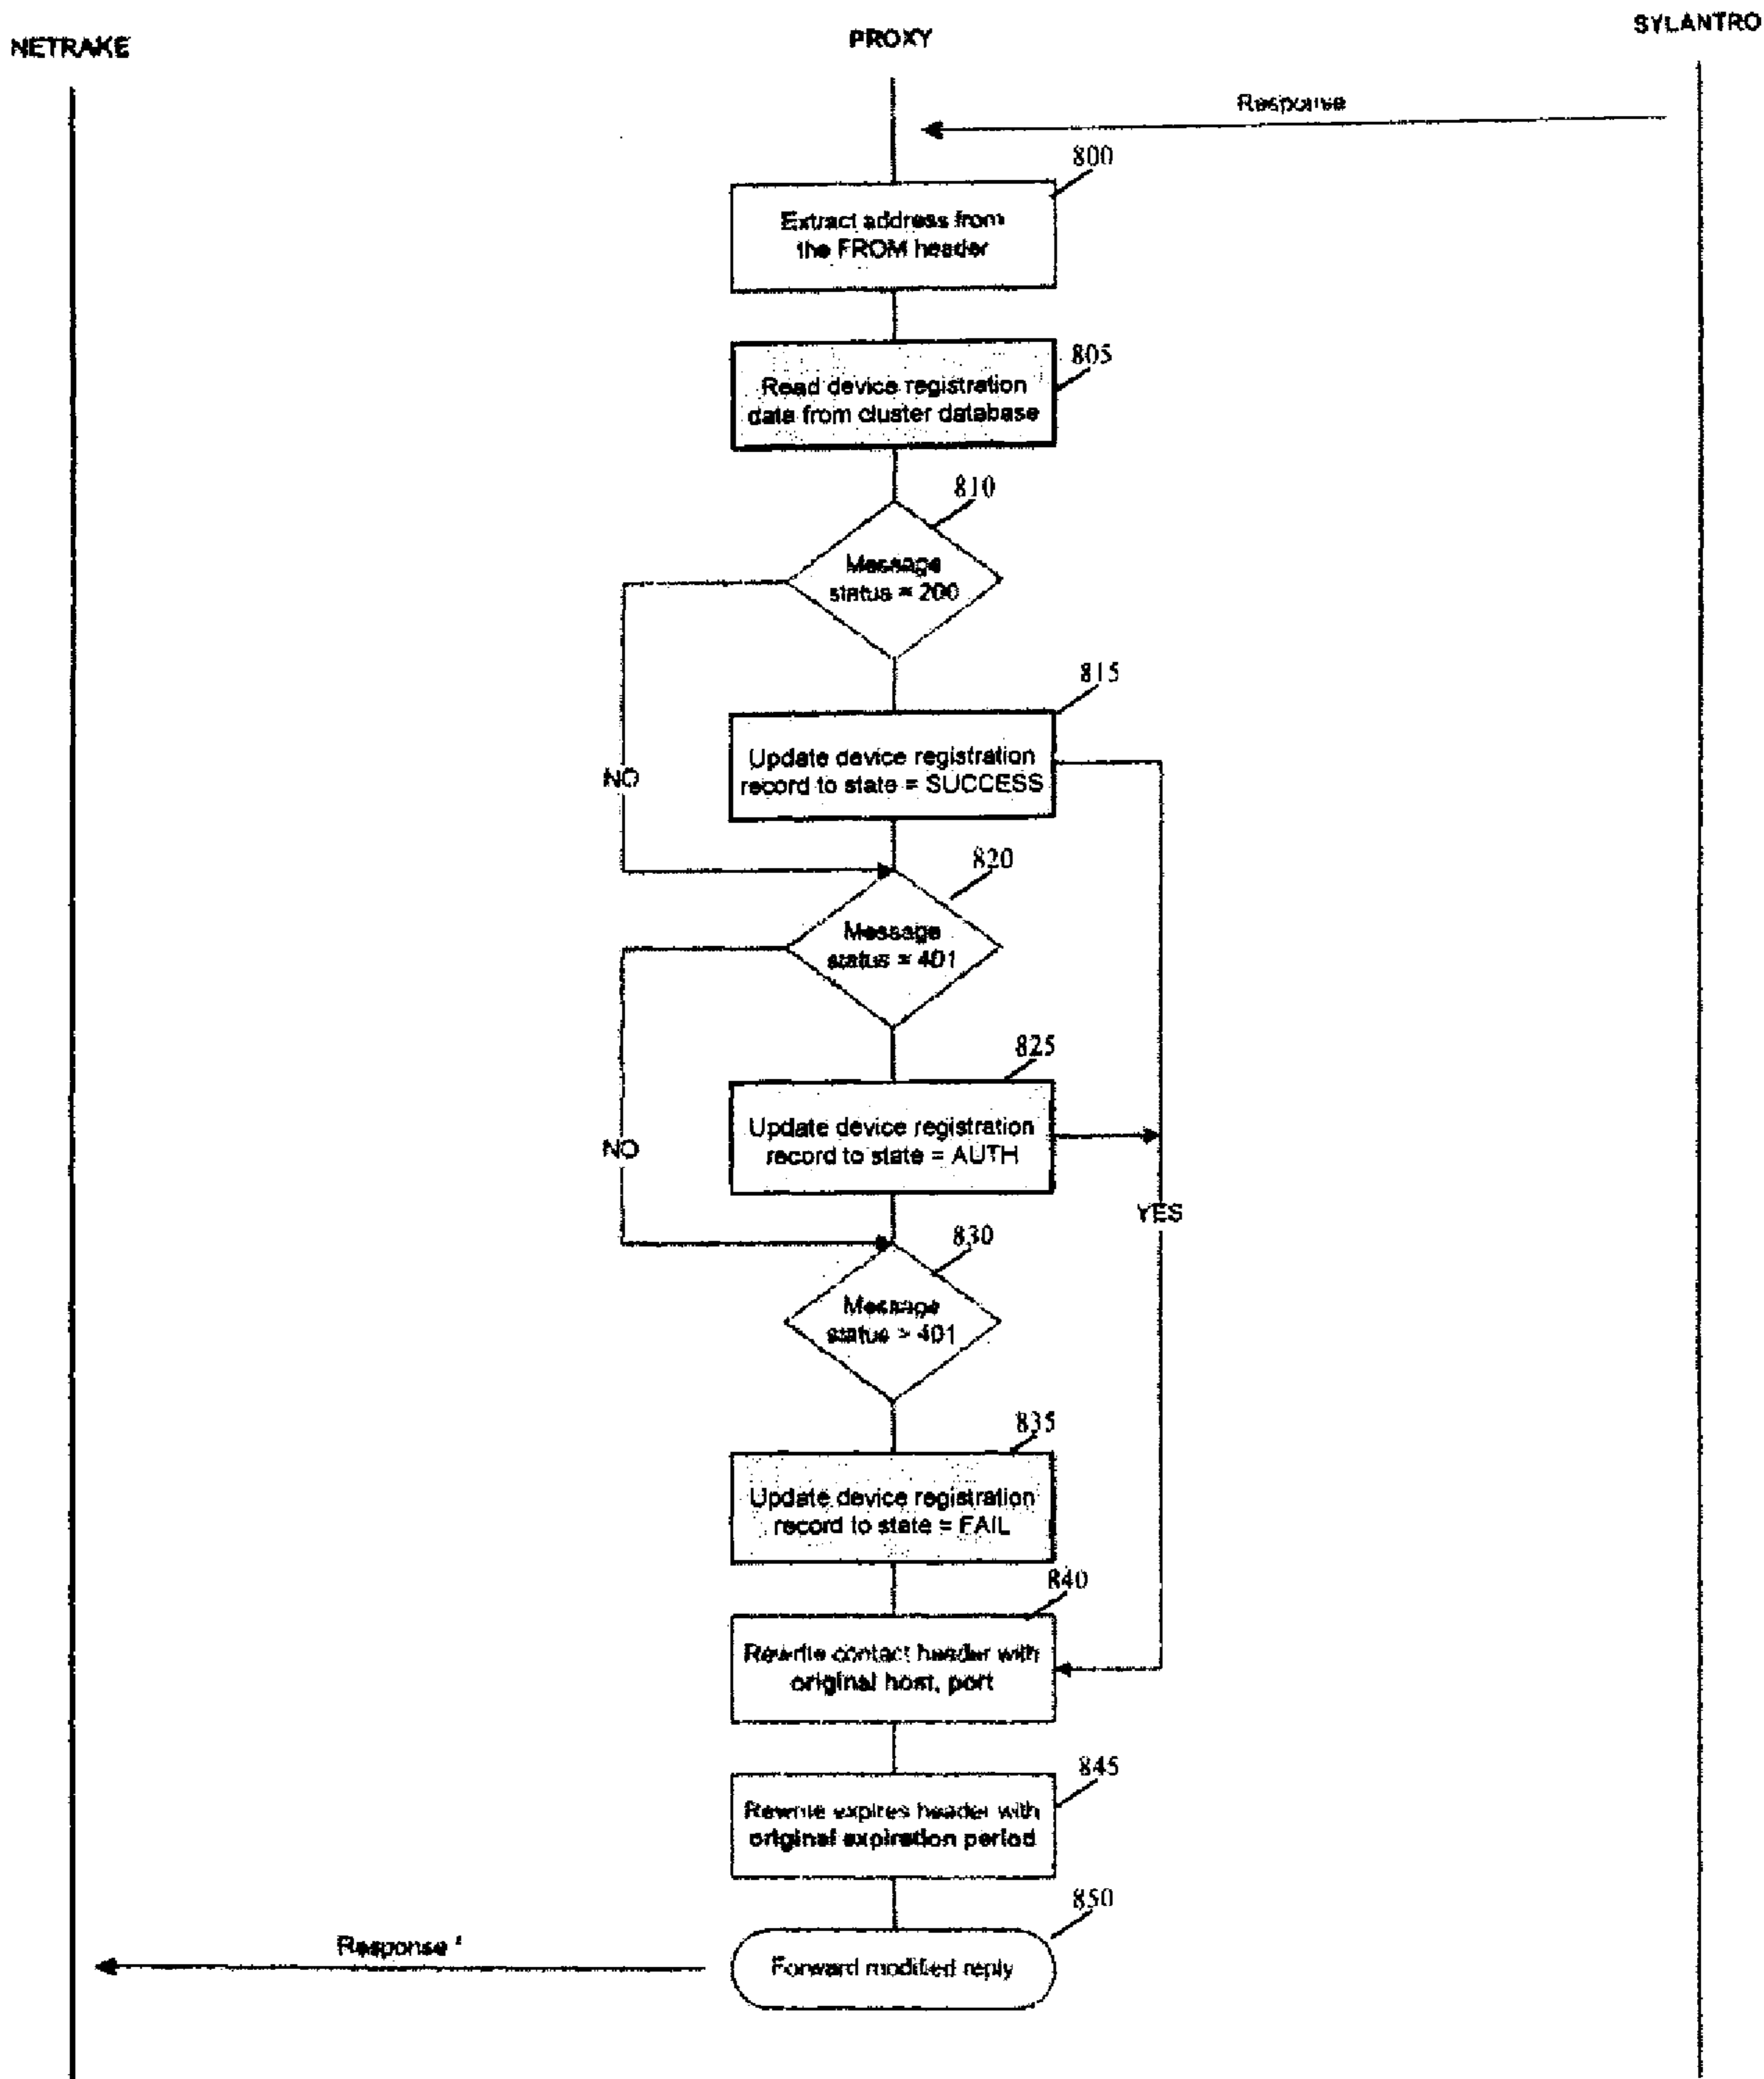 NETRAKE
PROXY
SYLANTRO
Response
800
Extract address from
the FROM header
805
Read device registration
data from cluster database
810
Message
status = 200
815
Update device registration
record to state = SUCCESS
NO
820
Message
status = 401
825
Update device registration
record to state = AUTH
NO
YES
830
Message
status > 401
835
Update device registration
record to state = FAIL
840
Rewrite contact header with
original host, port
845
Rewrite expires header with
original expiration period
850
Response '
Forward modified reply